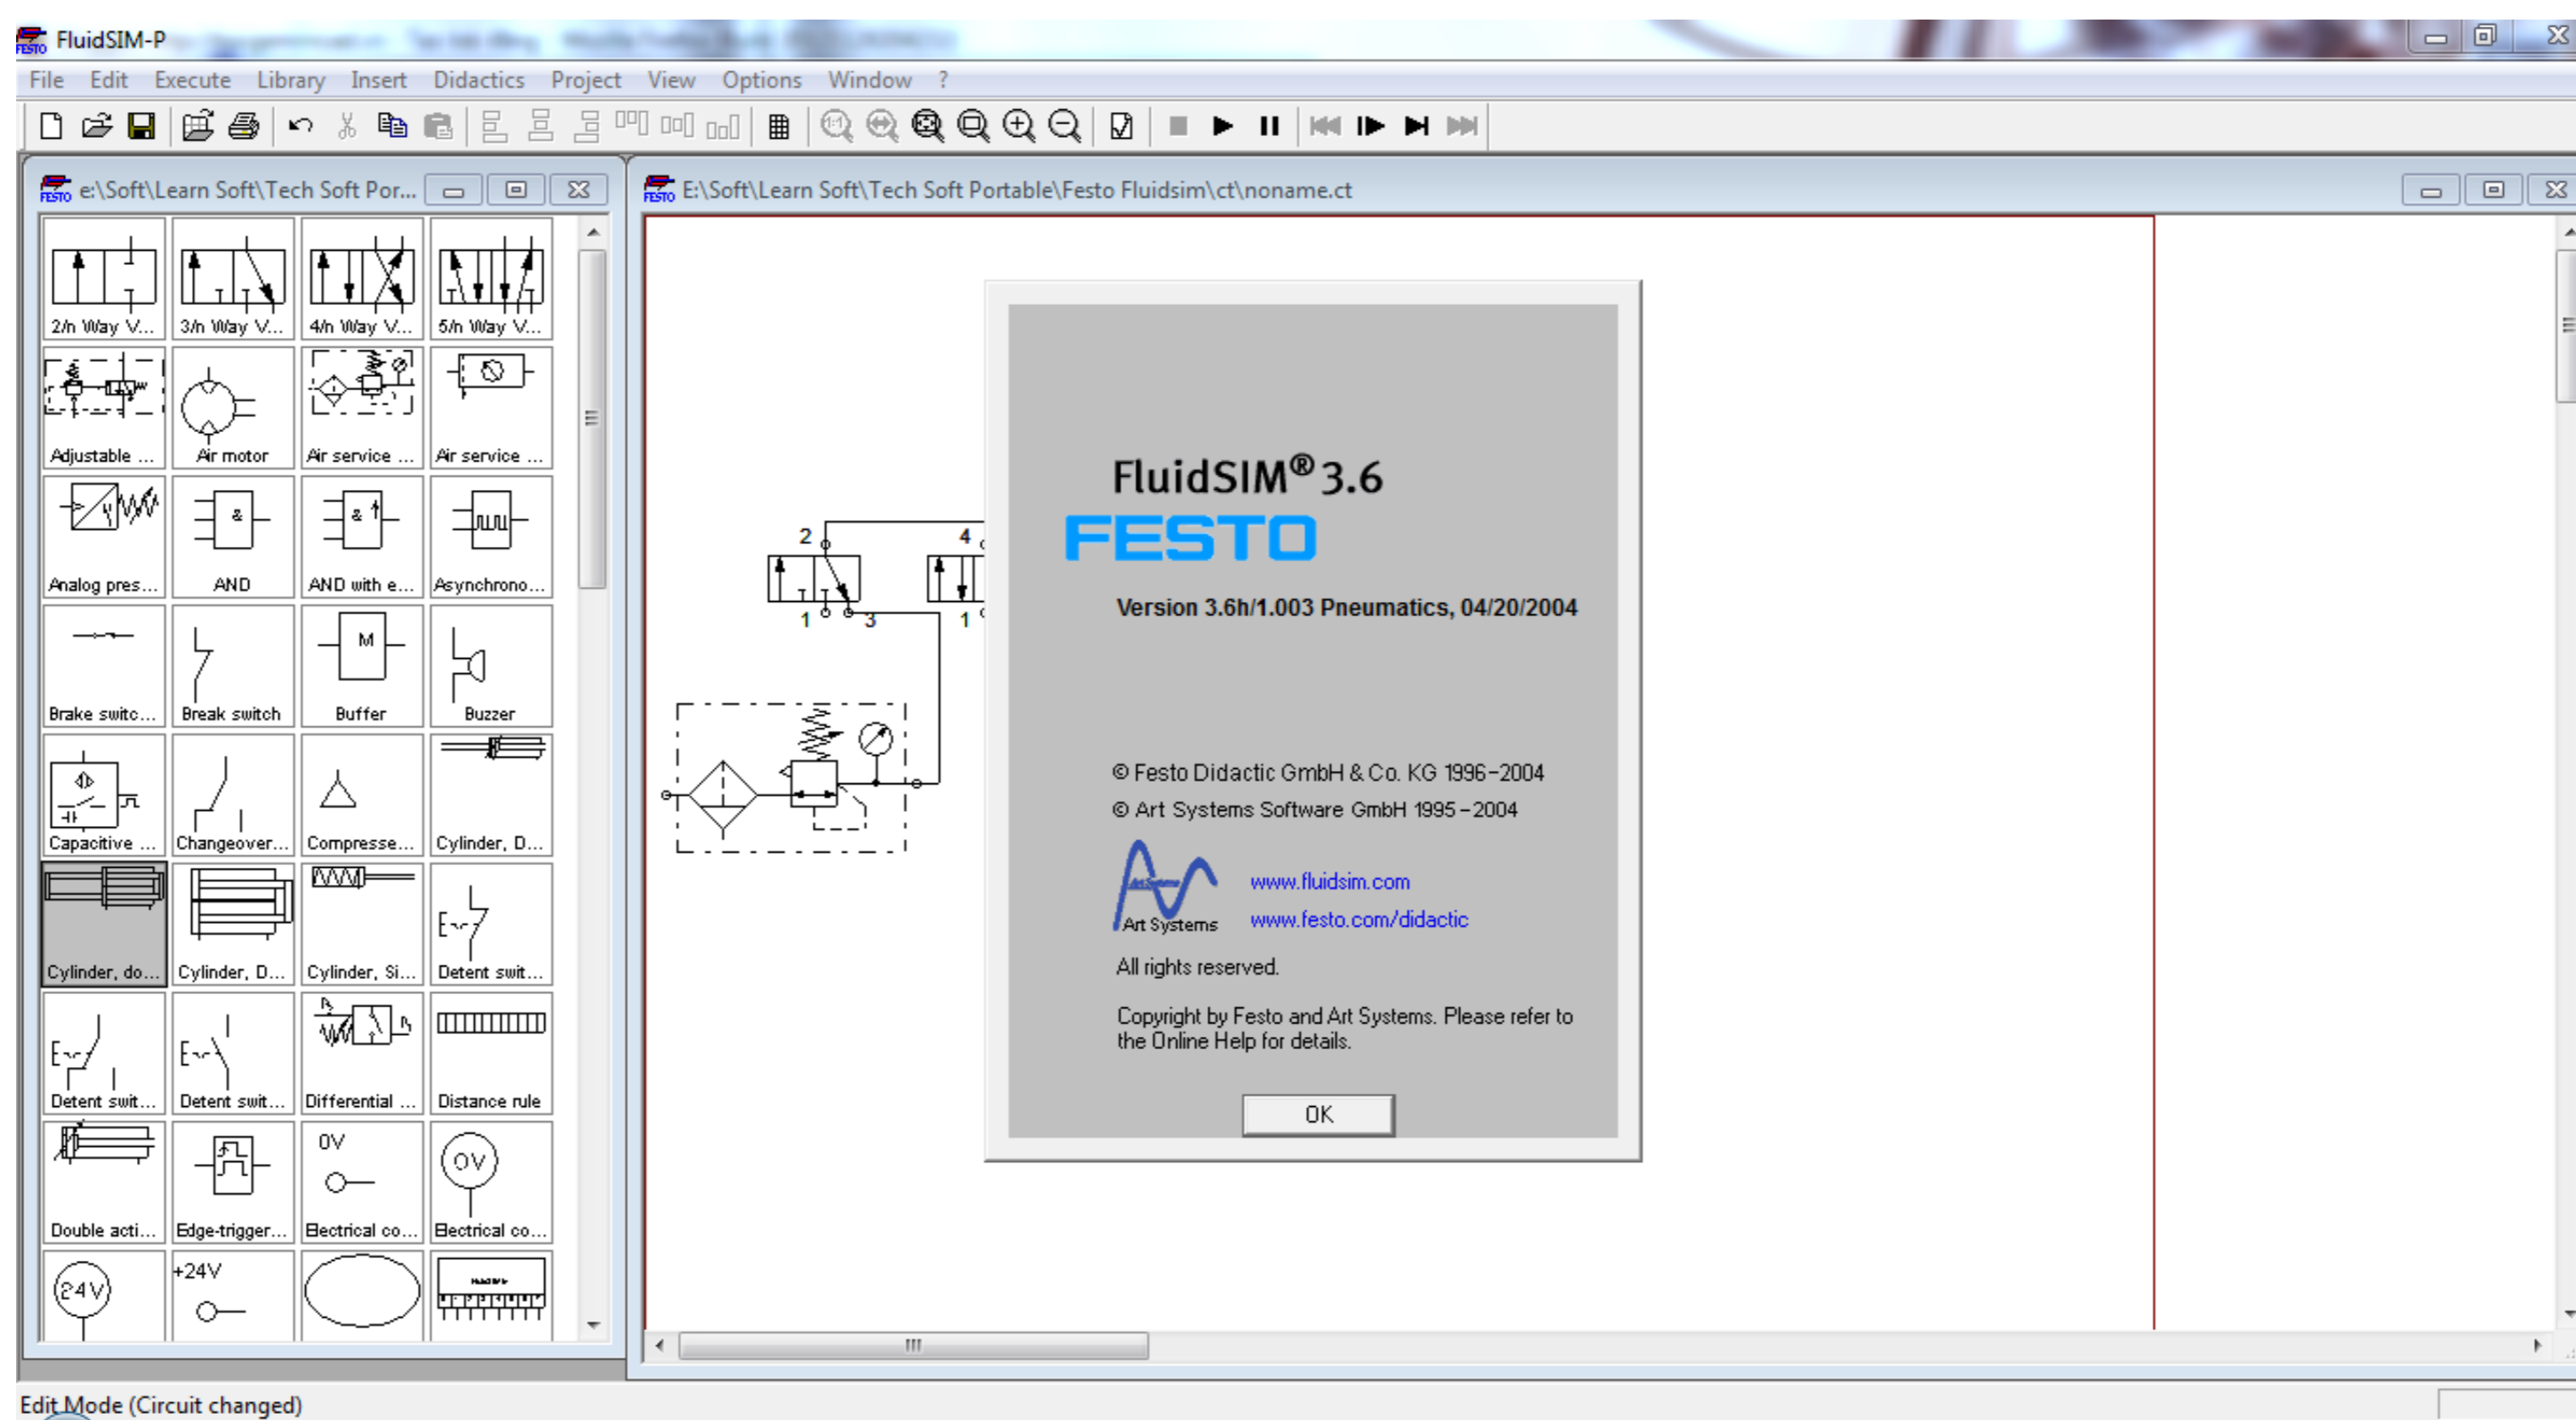 FluidSIM-P
File Edit Execute Library Insert Didactics Project View Options Window ?
e:\Soft\Learn Soft\Tech Soft Por...
E:\Soft\Learn Soft\Tech Soft Portable\Festo Fluidsim\ct\noname.ct
2/n Way V... 3/n Way V... 4/n Way V... 5/n Way V...
Adjustable ... Air motor Air service ... Air service ...
& &
Analog pres... AND AND with e... Asynchrono...
M
Brake switc... Break switch Buffer Buzzer
Capacitive ... Changeover... Compresse... Cylinder, D...
Cylinder, do... Cylinder, D... Cylinder, Si... Detent swit...
Detent swit... Detent swit... Differential ... Distance rule
0V 0V
Double acti... Edge-trigger... Electrical co... Electrical co...
24V +24V
2 4
1 3 1
FluidSIM® 3.6
FESTO
Version 3.6h/1.003 Pneumatics, 04/20/2004
© Festo Didactic GmbH & Co. KG 1996-2004
© Art Systems Software GmbH 1995-2004
Art Systems
www.fluidsim.com
www.festo.com/didactic
All rights reserved.
Copyright by Festo and Art Systems. Please refer to
the Online Help for details.
OK
Edit Mode (Circuit changed)